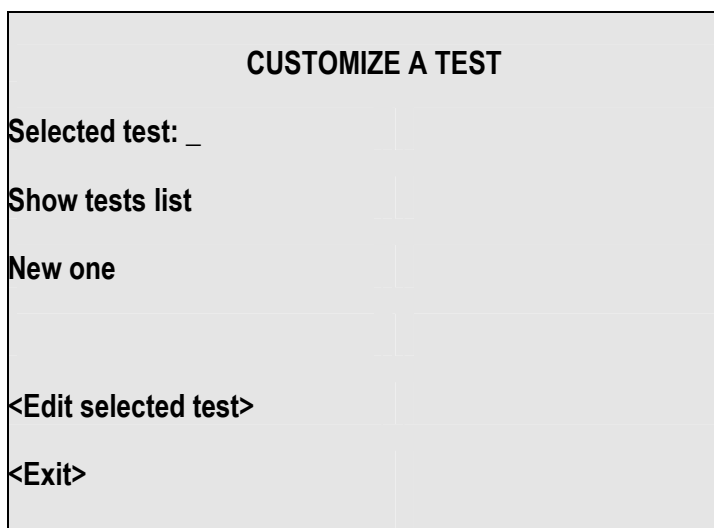 CUSTOMIZE A TEST
Selected test: _
Show tests list
New one
<Edit selected test>
<Exit>